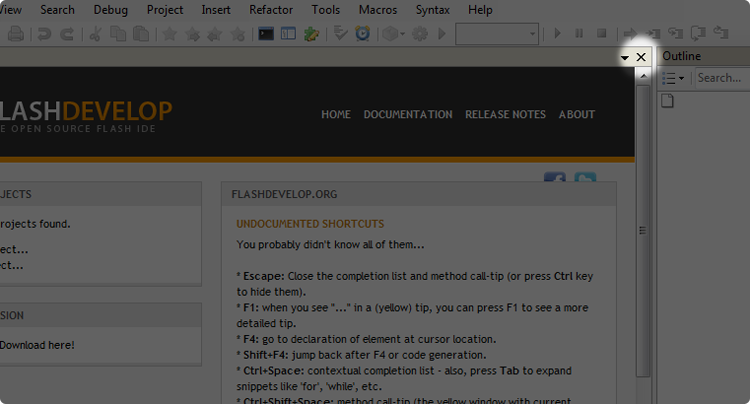 View Search Debug Project Insert Refactor Tools Macros Syntax Help
Outline
Search...
LASHDEVELOP
E OPEN SOURCE FLASH IDE
HOME DOCUMENTATION RELEASE NOTES ABOUT
JECTS
rojects found.
ect...
ct...
SION
Download here!
FLASHDEVELOP.ORG
UNDOCUMENTED SHORTCUTS
You probably didn't know all of them...
* Escape: Close the completion list and method call-tip (or press Ctrl key
to hide them).
* F1: when you see "..." in a (yellow) tip, you can press F1 to see a more
detailed tip.
* F4: go to declaration of element at cursor location.
* Shift+F4: jump back after F4 or code generation.
* Ctrl+Space: contextual completion list - also, press Tab to expand
snippets like 'for', 'while', etc.
* Ctrl+Shift+Space: method call-tip (the yellow window with current